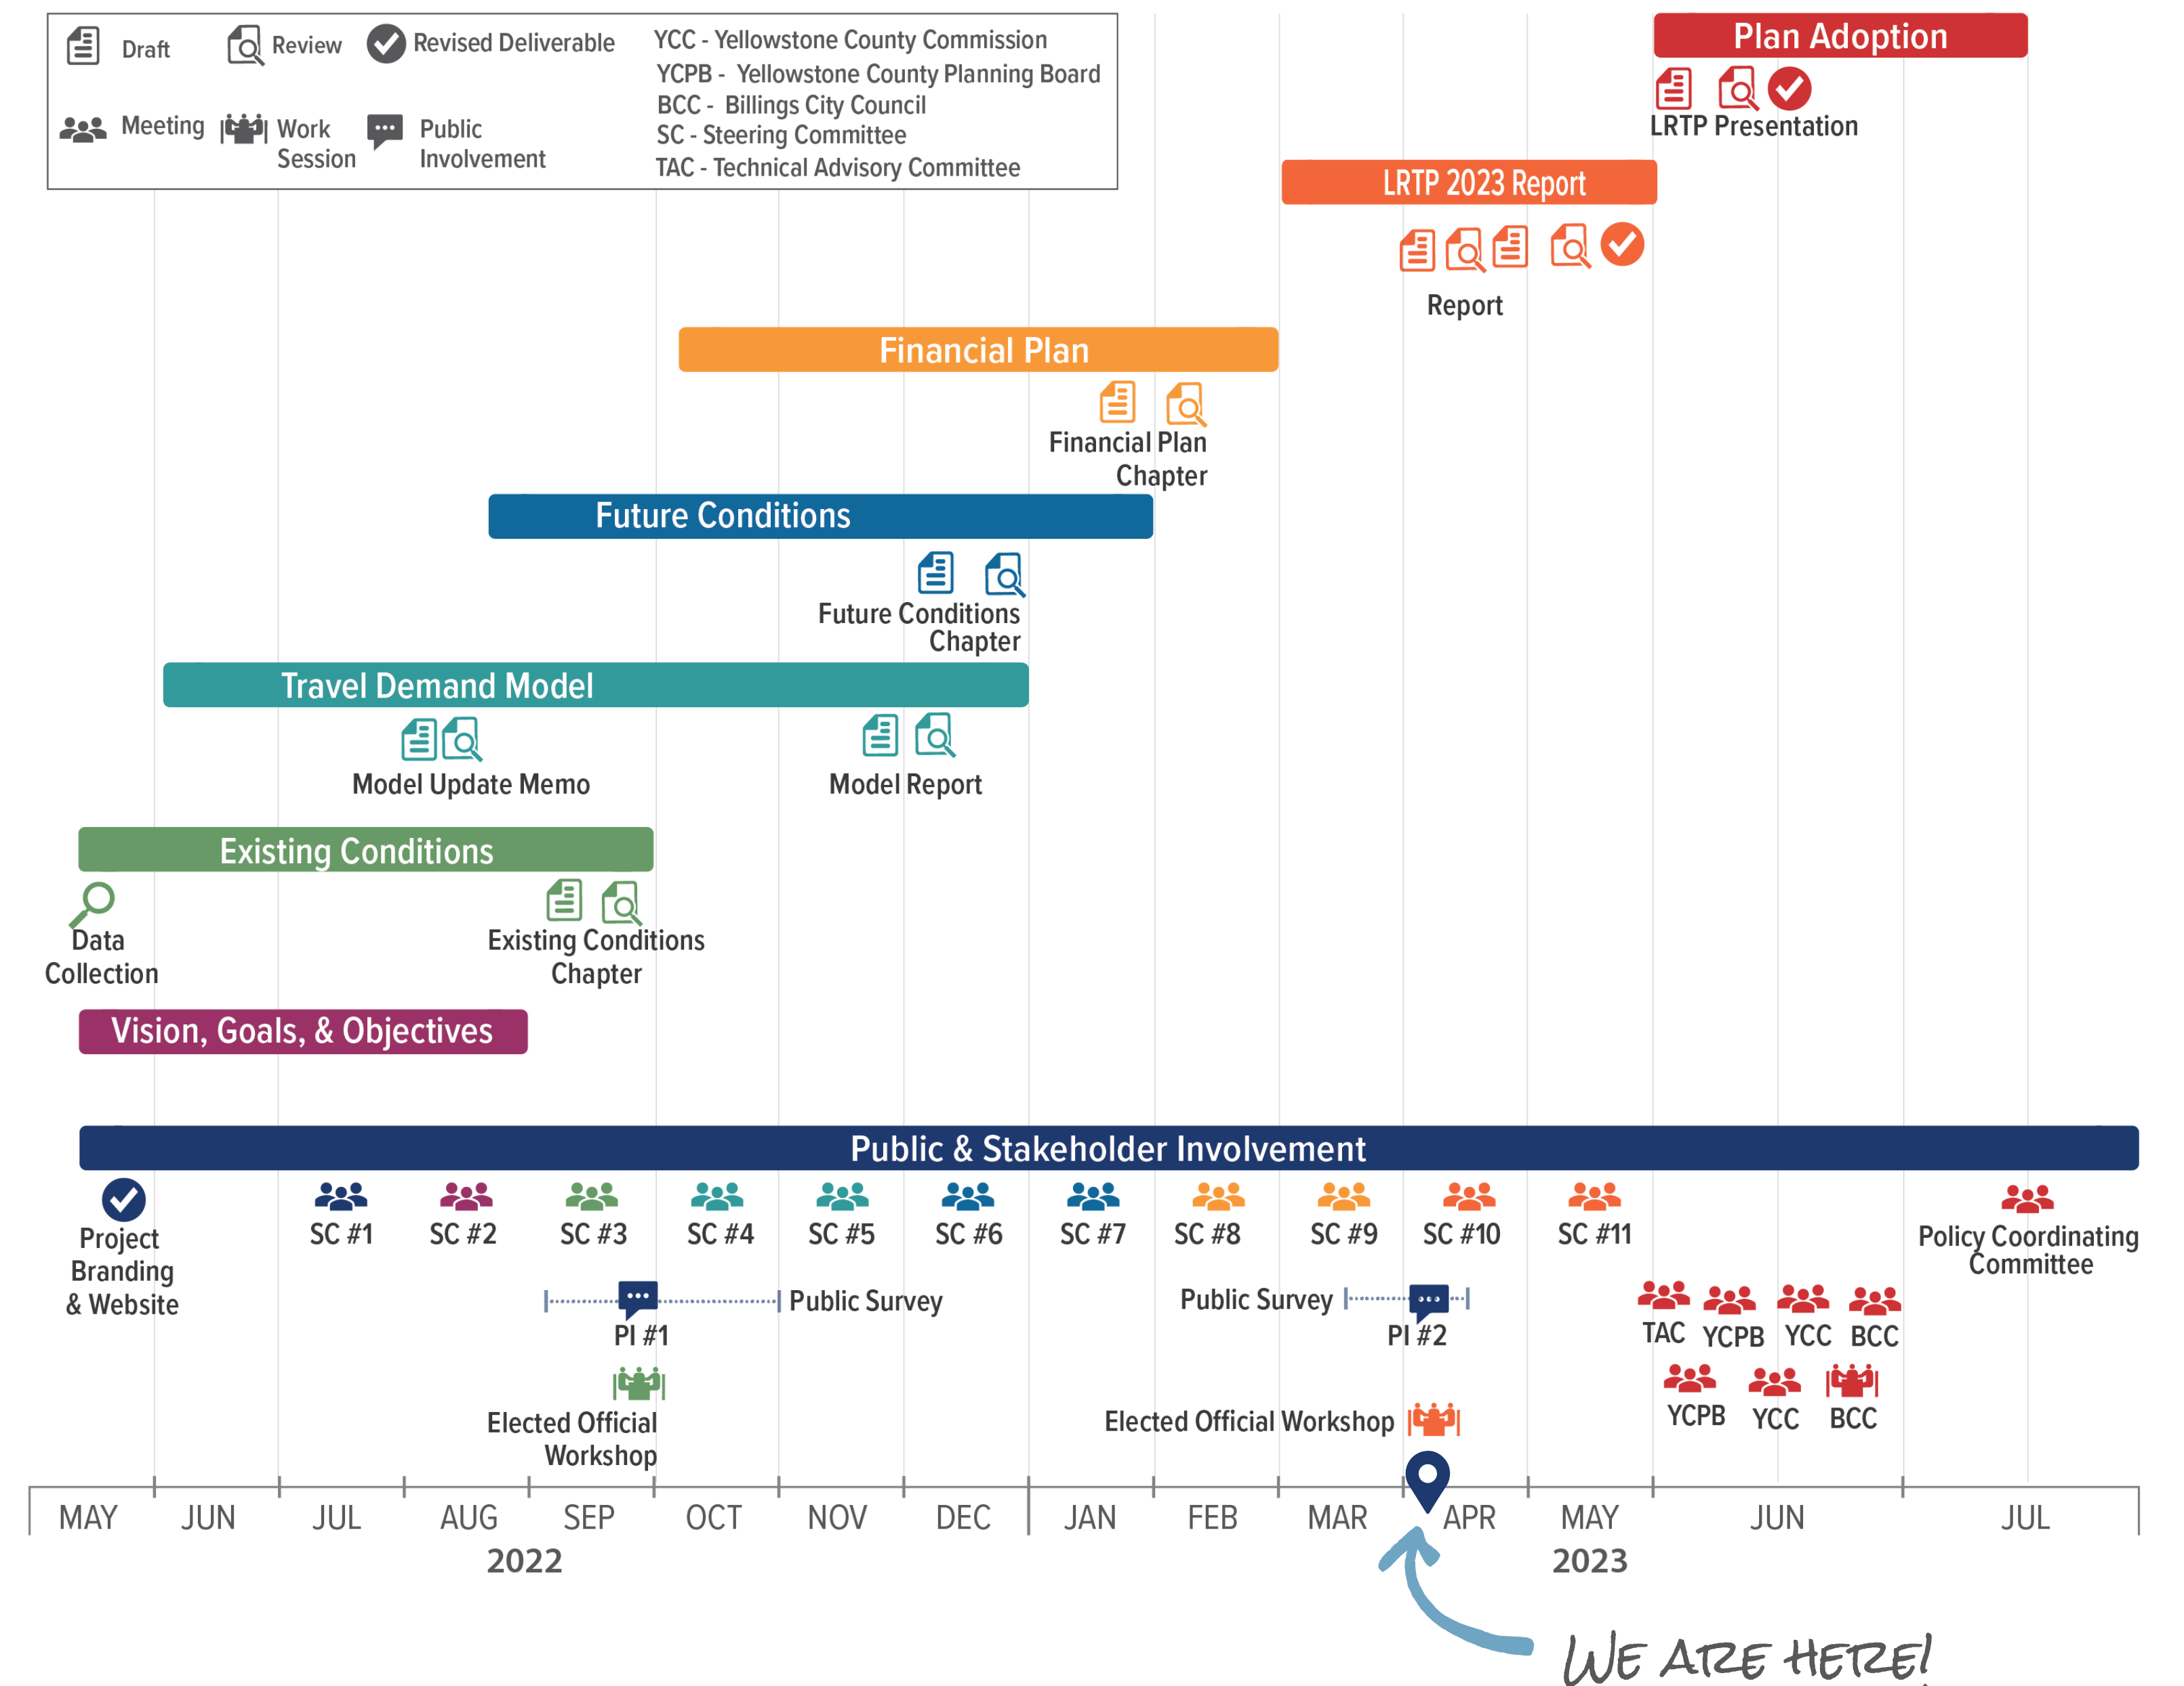 Draft
Review
Revised Deliverable
Meeting
Work
Session
Public
Involvement
YCC - Yellowstone County Commission
YCPB - Yellowstone County Planning Board
BCC - Billings City Council
SC - Steering Committee
TAC - Technical Advisory Committee
Plan Adoption
LRTP Presentation
LRTP 2023 Report
Report
Financial Plan
Financial Plan
Chapter
Future Conditions
Future Conditions
Chapter
Travel Demand Model
Model Update Memo
Model Report
Existing Conditions
Data
Collection
Existing Conditions
Chapter
Vision, Goals, & Objectives
Public & Stakeholder Involvement
Project
Branding
& Website
SC #1
SC #2
SC #3
SC #4
SC #5
SC #6
SC #7
SC #8
SC #9
SC #10
SC #11
Policy Coordinating
Committee
Public Survey
PI #1
Public Survey
PI #2
TAC
YCPB
YCC
BCC
YCPB
YCC
BCC
Elected Official
Workshop
Elected Official Workshop
MAY
JUN
JUL
AUG
SEP
OCT
NOV
DEC
JAN
FEB
MAR
APR
MAY
JUN
JUL
2022
2023
WE ARE HERE!